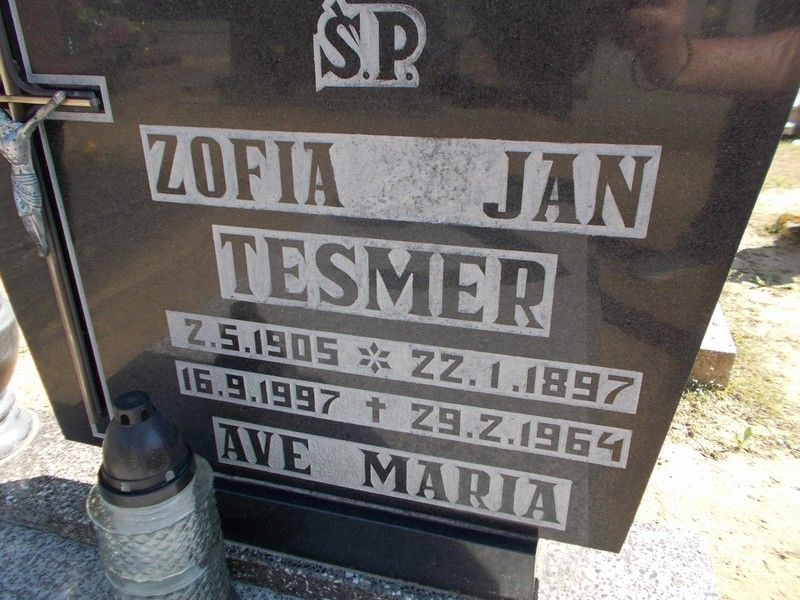 Ś.P.
ZOFIA JAN
TESMER
2.5.1905 * 22.1.1897
16.9.1997 † 29.2.1964
AVE MARIA